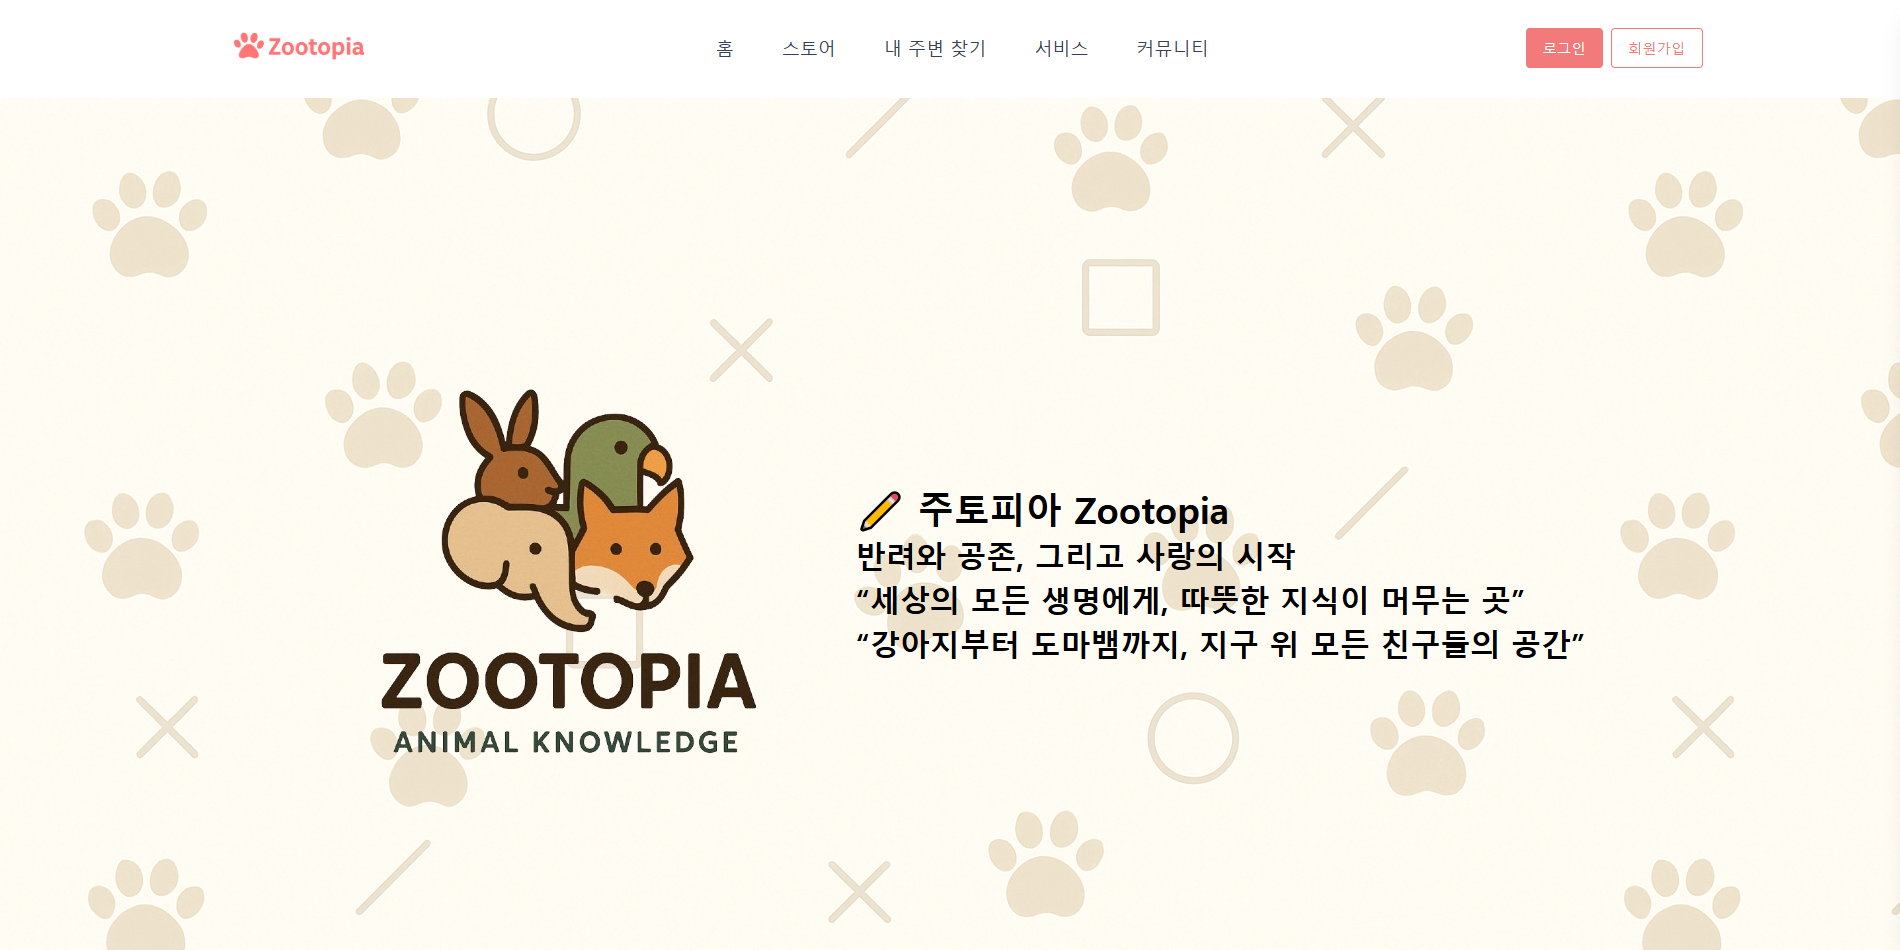 Zootopia
홈
스토어
내 주변 찾기
서비스
커뮤니티
로그인
회원가입
ZOOTOPIA
ANIMAL KNOWLEDGE
✏️ 주토피아 Zootopia
반려와 공존, 그리고 사랑의 시작
“세상의 모든 생명에게, 따뜻한 지식이 머무는 곳”
“강아지부터 도마뱀까지, 지구 위 모든 친구들의 공간”